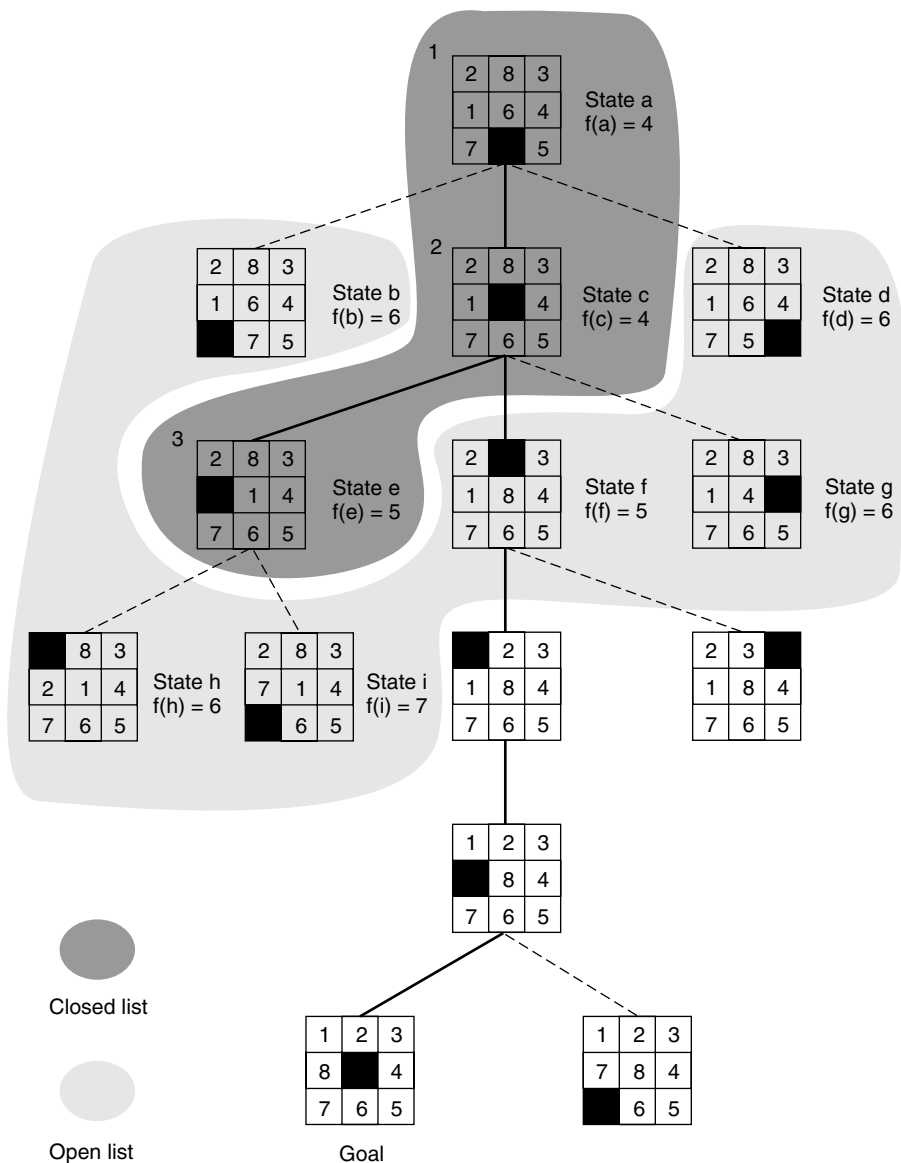 1
2 8 3
1 6 4
7 5
State a
f(a) = 4
2 8 3
1 6 4
7 5
State b
f(b) = 6
2
2 8 3
1 4
7 6 5
State c
f(c) = 4
2 8 3
1 6 4
7 5
State d
f(d) = 6
3
2 8 3
1 4
7 6 5
State e
f(e) = 5
2 3
1 8 4
7 6 5
State f
f(f) = 5
2 8 3
1 4
7 6 5
State g
f(g) = 6
8 3
2 1 4
7 6 5
State h
f(h) = 6
2 8 3
7 1 4
6 5
State i
f(i) = 7
2 3
1 8 4
7 6 5
2 3
1 8 4
7 6 5
1 2 3
8 4
7 6 5
Closed list
1 2 3
8 4
7 6 5
Goal
1 2 3
7 8 4
6 5
Open list